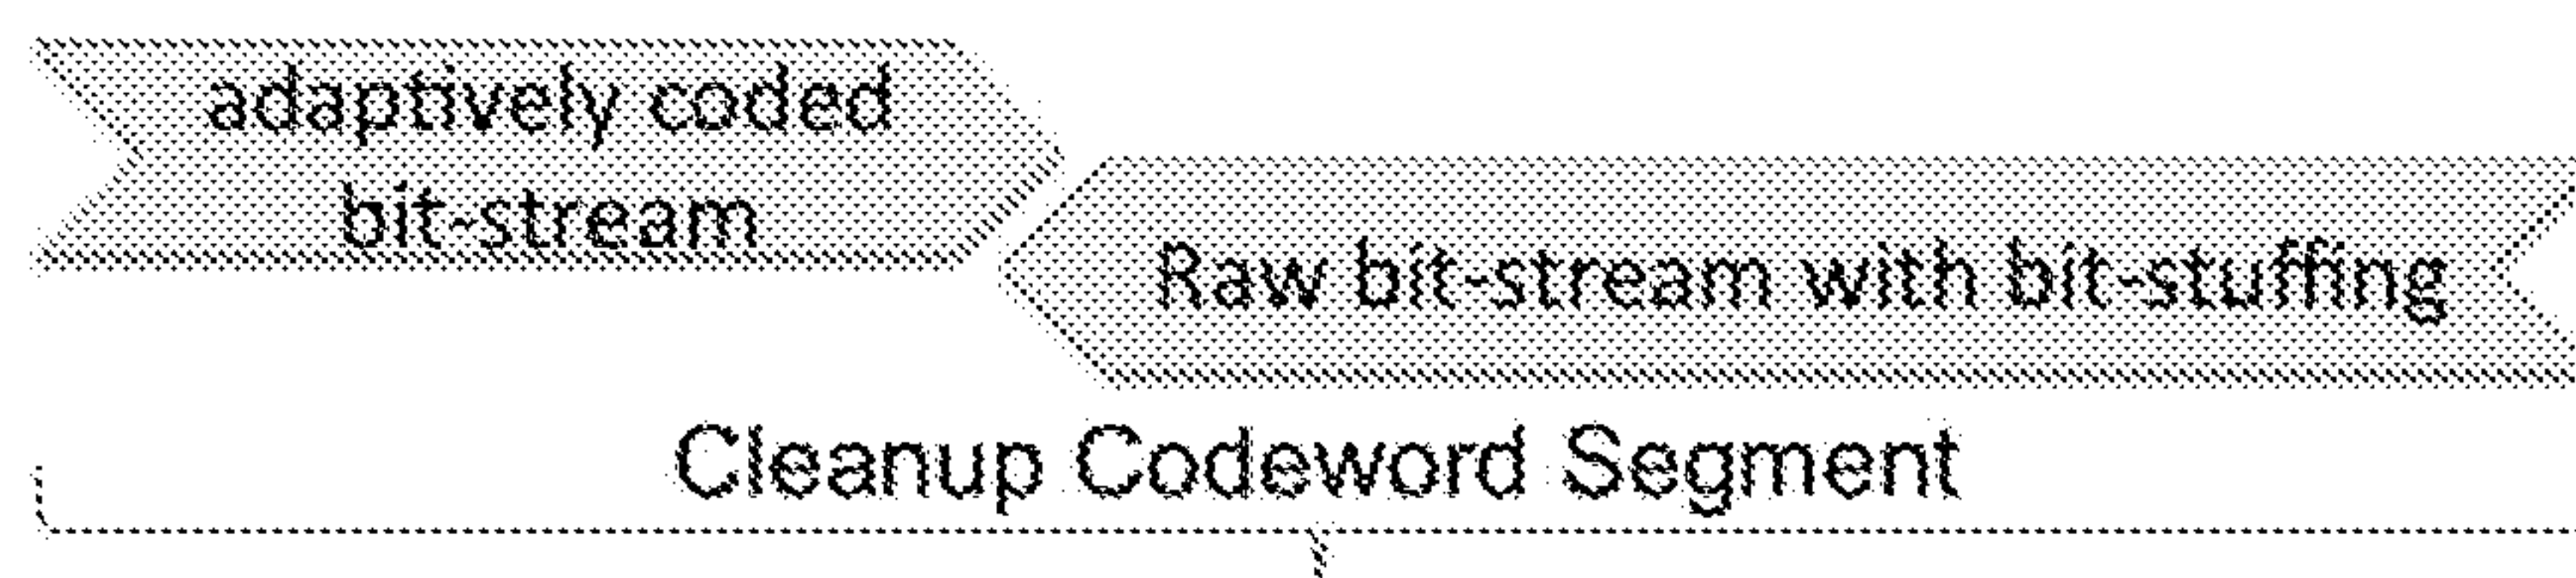 adaptively coded
bit-stream
Raw bit-stream with bit-stuffing
Cleanup Codeword Segment